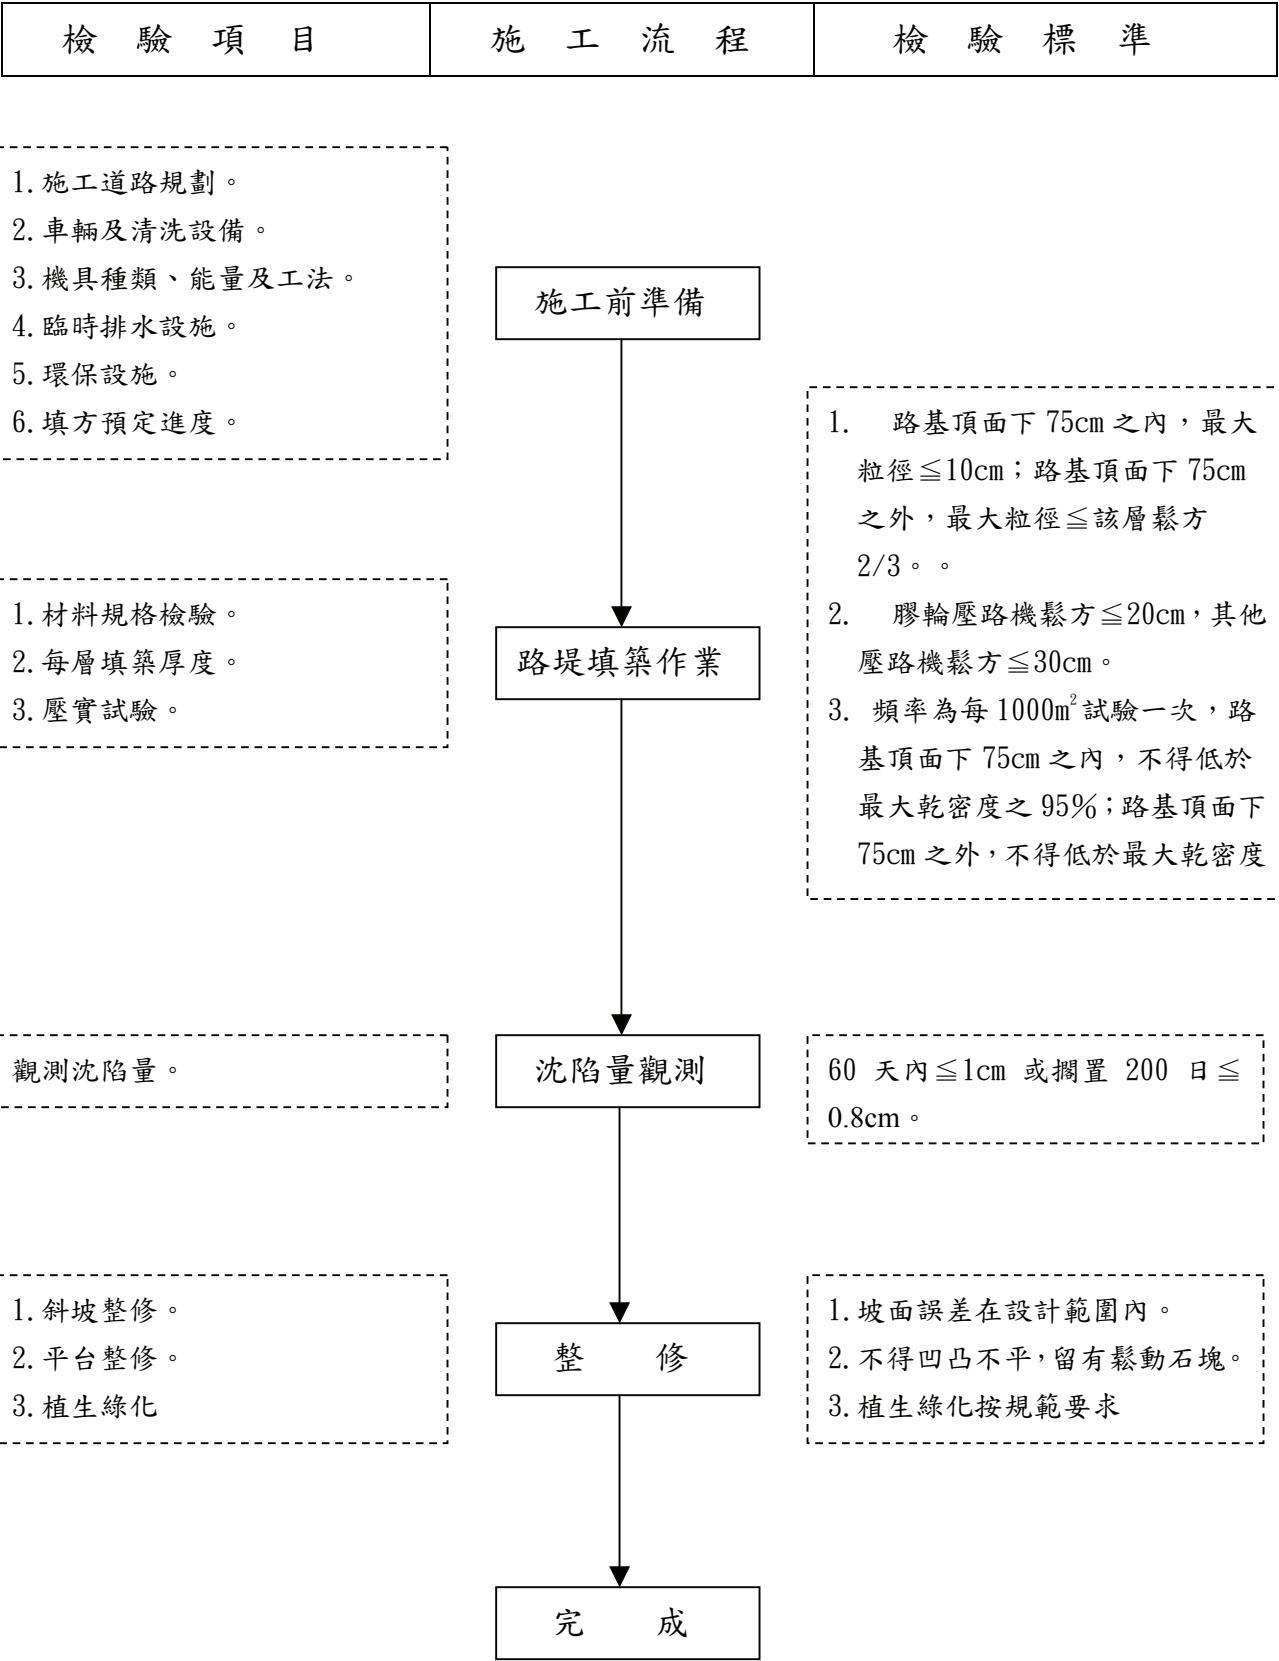 檢驗項目
施工流程
檢驗標準
1.施工道路規劃。
2.車輛及清洗設備。
3.機具種類、能量及工法。
4.臨時排水設施。
5.環保設施。
6.填方預定進度。
施工前準備
1. 路基頂面下 75cm 之內，最大
粒徑≦10cm；路基頂面下 75cm
之外，最大粒徑≦該層鬆方
2/3。。
2. 膠輪壓路機鬆方≦20cm，其他
壓路機鬆方≦30cm。
3. 頻率為每 1000m²試驗一次，路
基頂面下 75cm 之內，不得低於
最大乾密度之 95%；路基頂面下
75cm 之外，不得低於最大乾密度
1.材料規格檢驗。
2.每層填築厚度。
3.壓實試驗。
路堤填築作業
觀測沈陷量。
沈陷量觀測
60 天內≦1cm 或擱置 200 日≦
0.8cm。
1.斜坡整修。
2.平台整修。
3.植生綠化
整修
1.坡面誤差在設計範圍內。
2.不得凹凸不平，留有鬆動石塊。
3.植生綠化按規範要求
完成